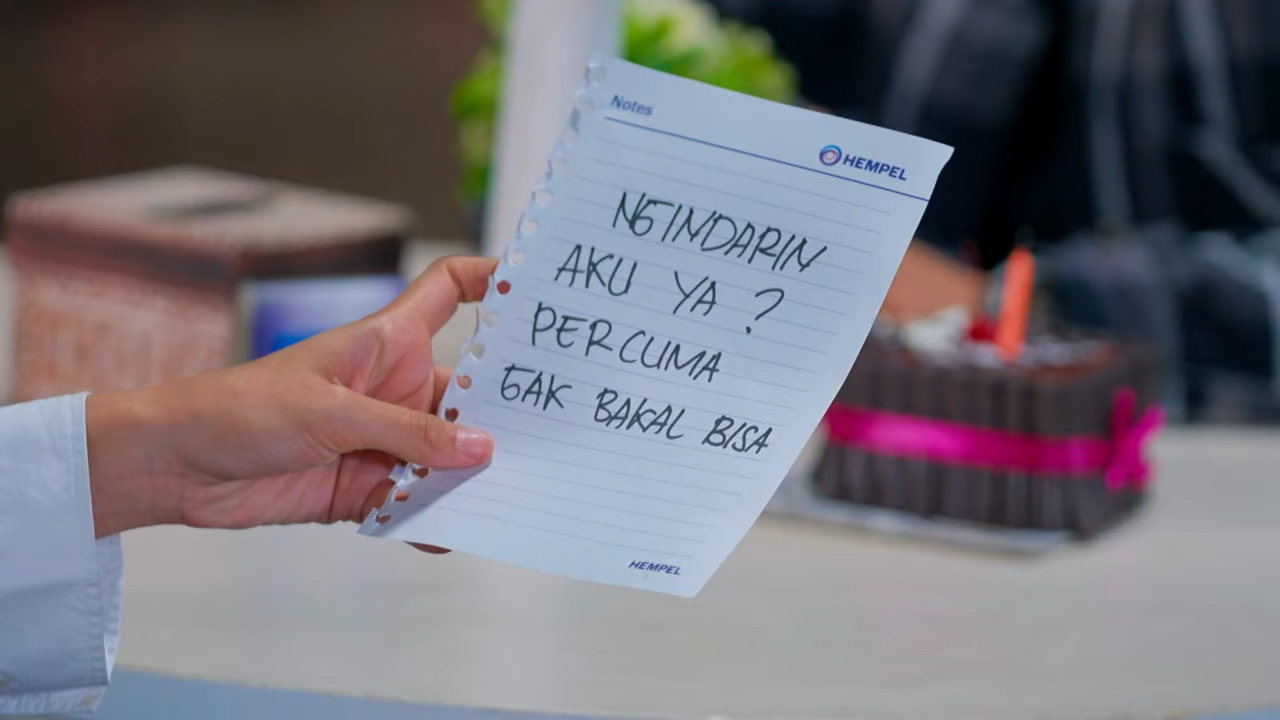 Notes
HEMPEL
NGINDARIN
AKU YA ?
PERCUMA
GAK BAKAL BISA
HEMPEL